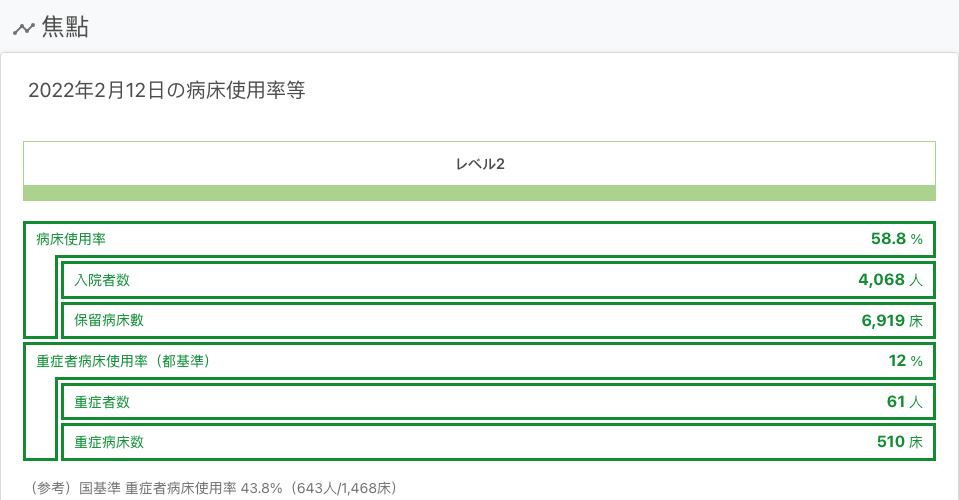 焦點
2022年2月12日の病床使用率等
レベル2
病床使用率 58.8 %
入院者数 4,068 人
保留病床數 6,919 床
重症者病床使用率（都基準） 12 %
重症者数 61 人
重症病床数 510 床
（参考）国基準 重症者病床使用率 43.8%（643人/1,468床）